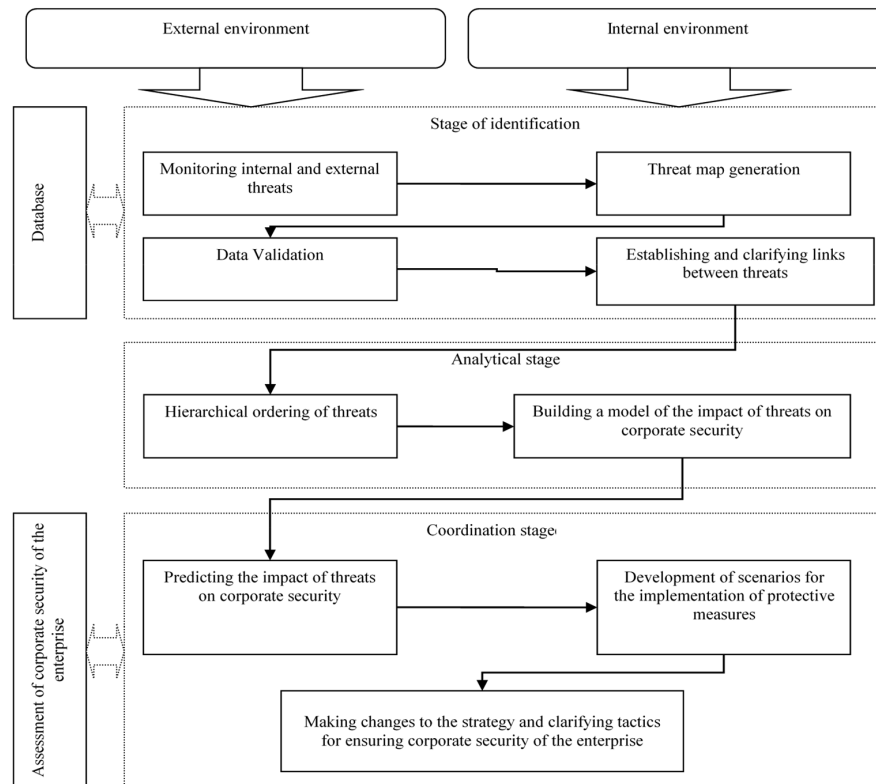 External environment
Internal environment
Database
Stage of identification
Monitoring internal and external
threats
Threat map generation
Data Validation
Establishing and clarifying links
between threats
Analytical stage
Hierarchical ordering of threats
Building a model of the impact of threats on
corporate security
Assessment of corporate security of the
enterprise
Coordination stage
Predicting the impact of threats
on corporate security
Development of scenarios for
the implementation of protective
measures
Making changes to the strategy and clarifying tactics
for ensuring corporate security of the enterprise